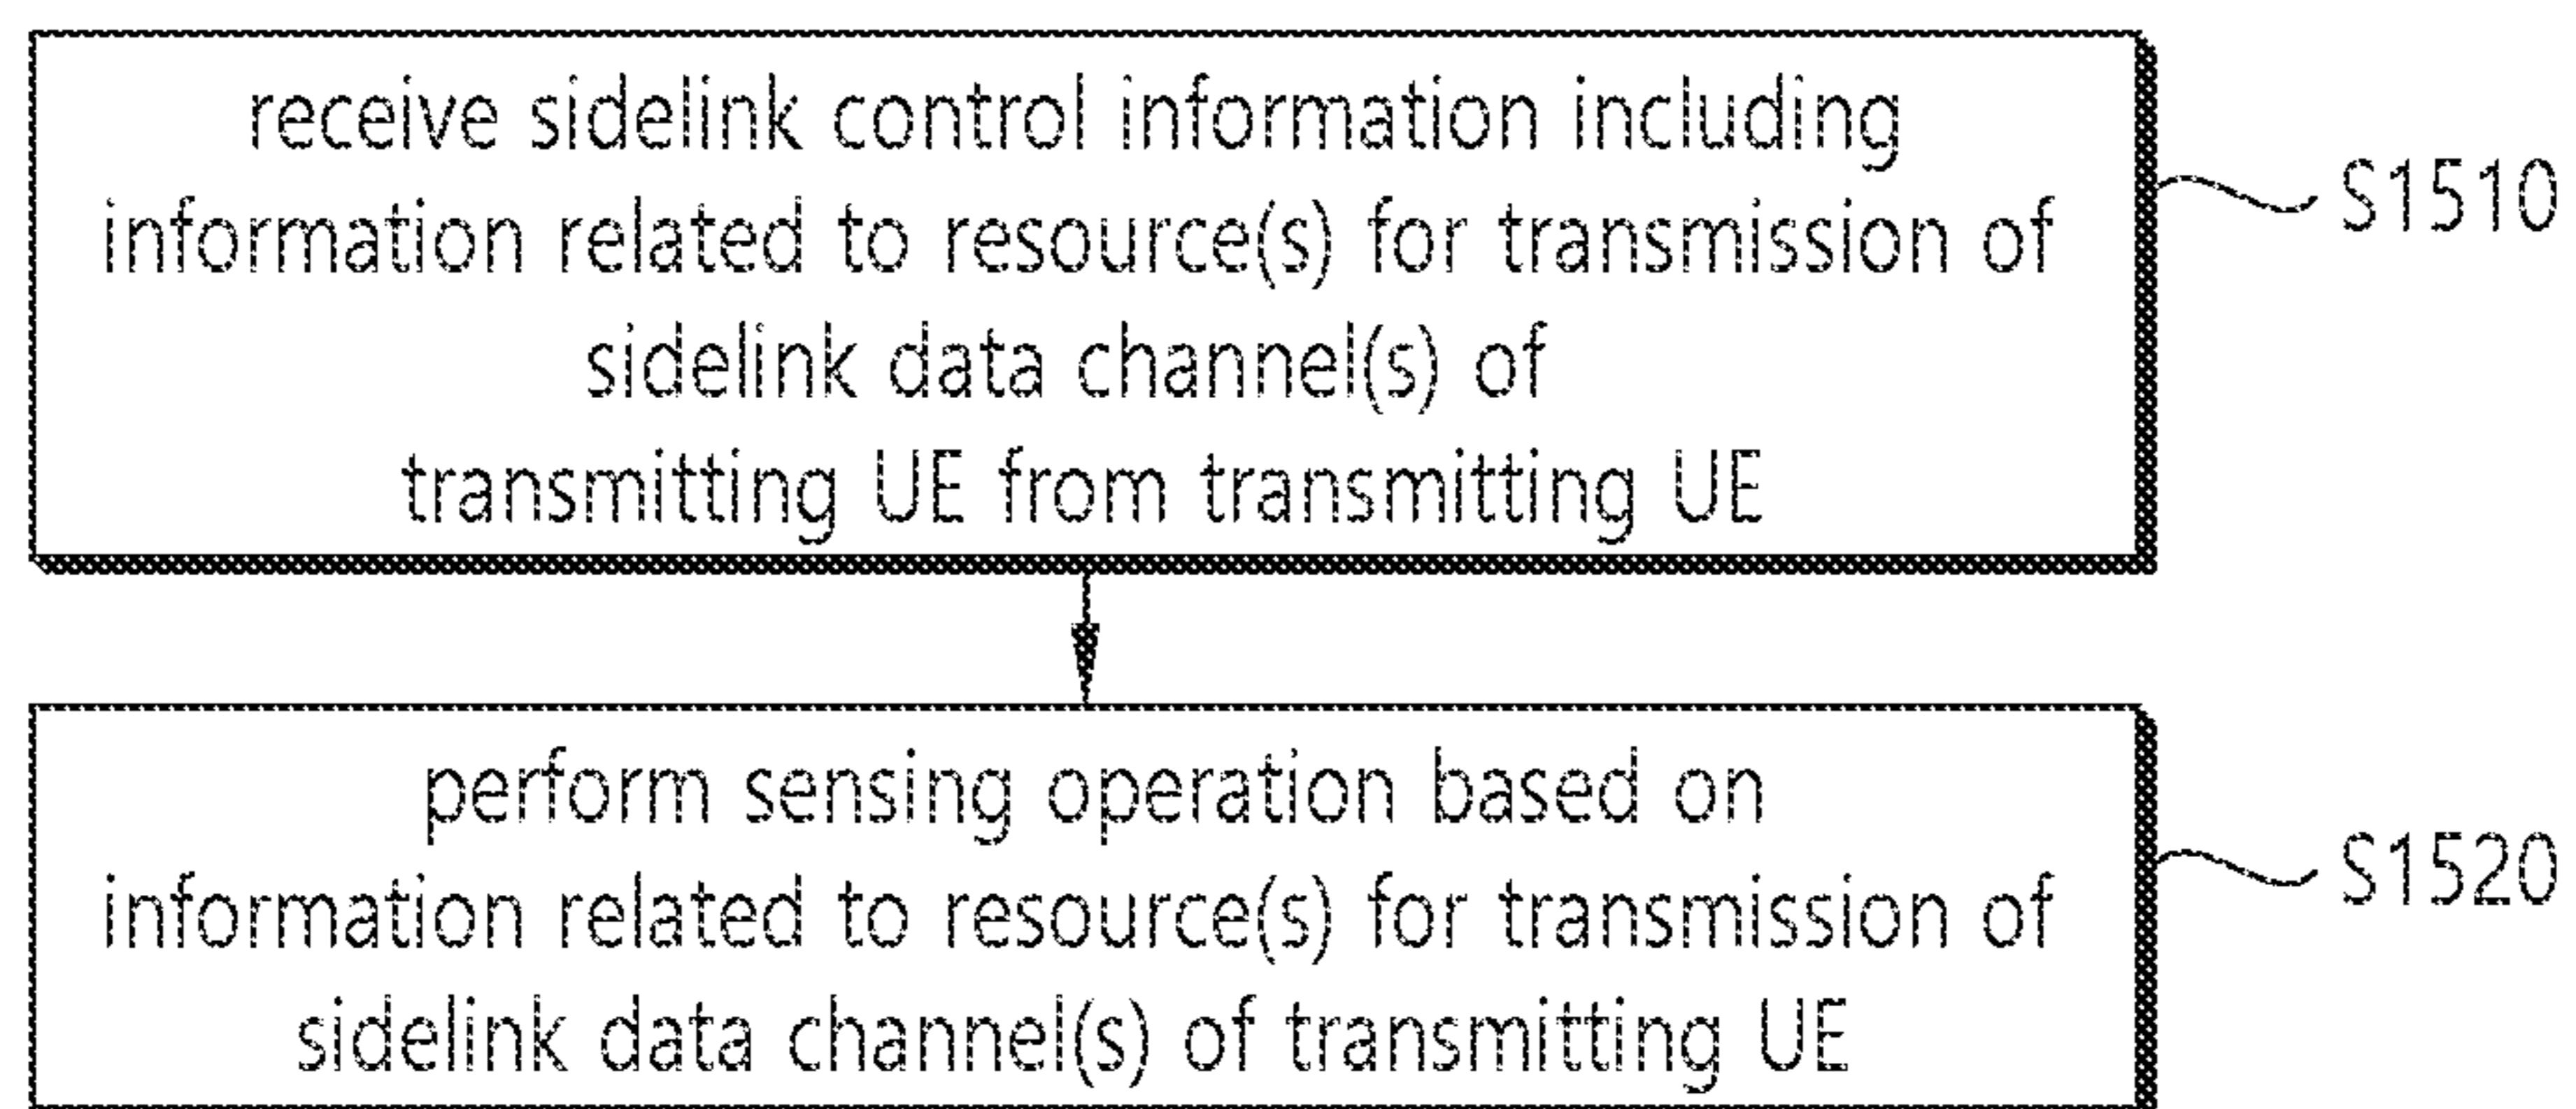 receive sidelink control information including
information related to resource(s) for transmission of
sidelink data channel(s) of
transmitting UE from transmitting UE
S1510
perform sensing operation based on
information related to resource(s) for transmission of
sidelink data channel(s) of transmitting UE
S1520